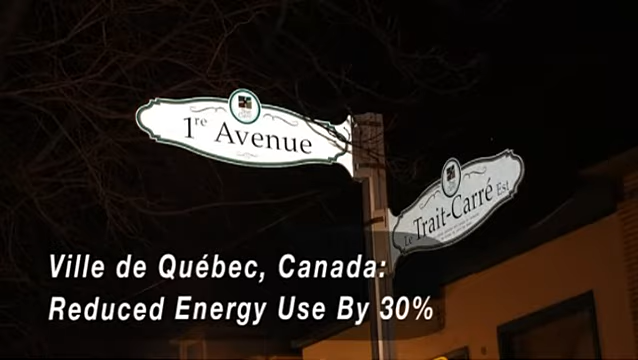 1re Avenue
Le Trait-Carré Est
Ville de Québec, Canada:
Reduced Energy Use By 30%